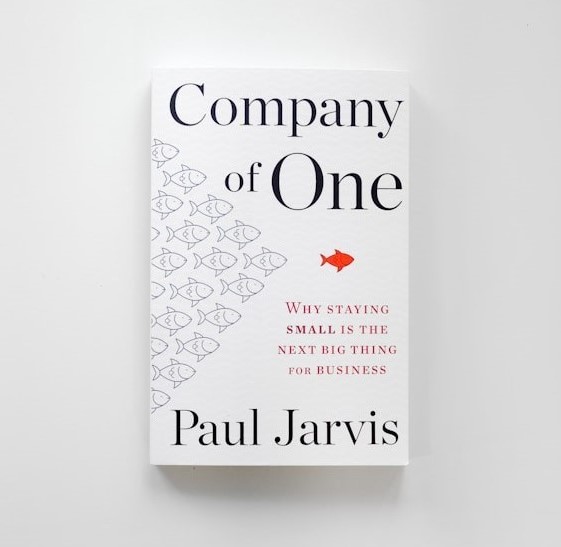 Company
of One
WHY STAYING
SMALL IS THE
NEXT BIG THING
FOR BUSINESS
Paul Jarvis